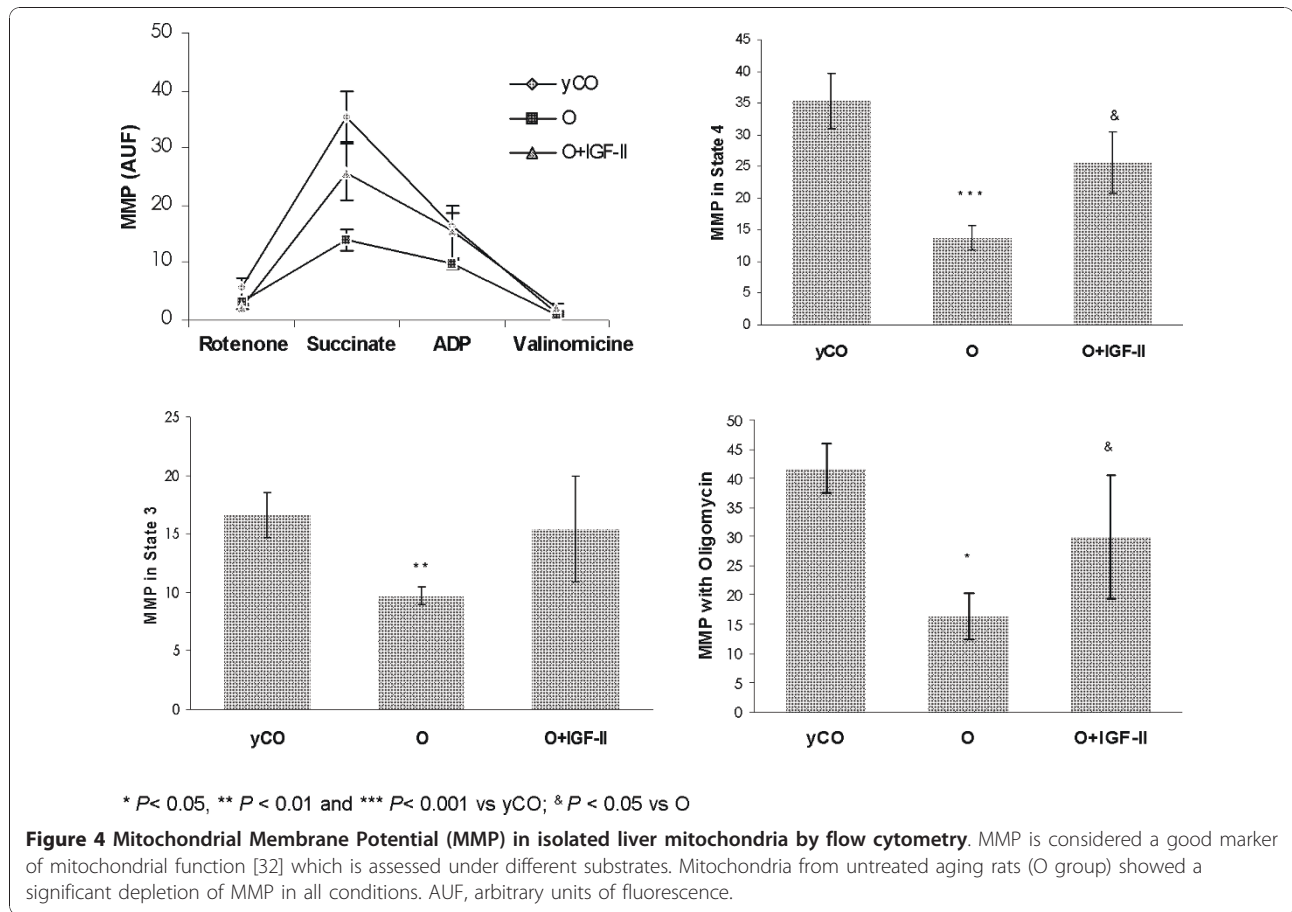 50
40
30
20
10
0
MMP (AUF)
yCO
O
O+IGF-II
Rotenone Succinate ADP Valinomicine
45
40
35
30
25
20
15
10
5
0
MMP in State 4
***
&
yCO O O+IGF-II
25
20
15
10
5
0
MMP in State 3
**
yCO O O+IGF-II
50
45
40
35
30
25
20
15
10
5
0
MMP with Oligomycin
*
&
yCO O O+IGF-II
* P< 0.05, ** P < 0.01 and *** P< 0.001 vs yCO; & P < 0.05 vs O
Figure 4 Mitochondrial Membrane Potential (MMP) in isolated liver mitochondria by flow cytometry. MMP is considered a good marker
of mitochondrial function [32] which is assessed under different substrates. Mitochondria from untreated aging rats (O group) showed a
significant depletion of MMP in all conditions. AUF, arbitrary units of fluorescence.